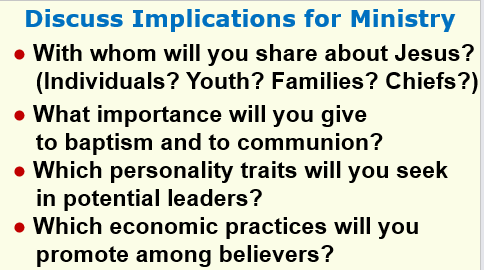 Discuss Implications for Ministry
● With whom will you share about Jesus?
(Individuals? Youth? Families? Chiefs?)
● What importance will you give
to baptism and to communion?
● Which personality traits will you seek
in potential leaders?
● Which economic practices will you
promote among believers?